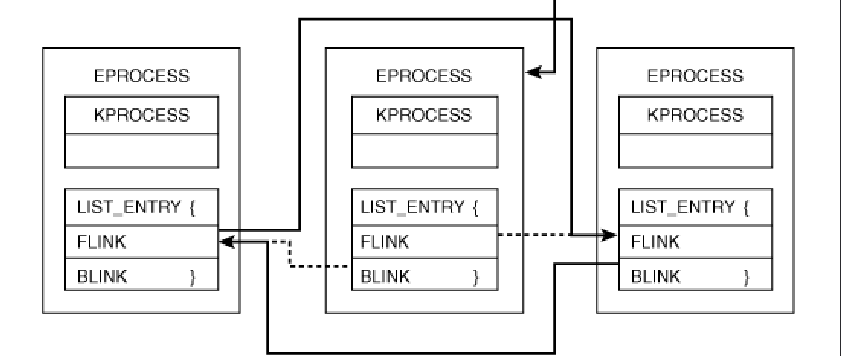 EPROCESS
KPROCESS
LIST_ENTRY {
FLINK
BLINK }
EPROCESS
KPROCESS
LIST_ENTRY {
FLINK
BLINK }
EPROCESS
KPROCESS
LIST_ENTRY {
FLINK
BLINK }